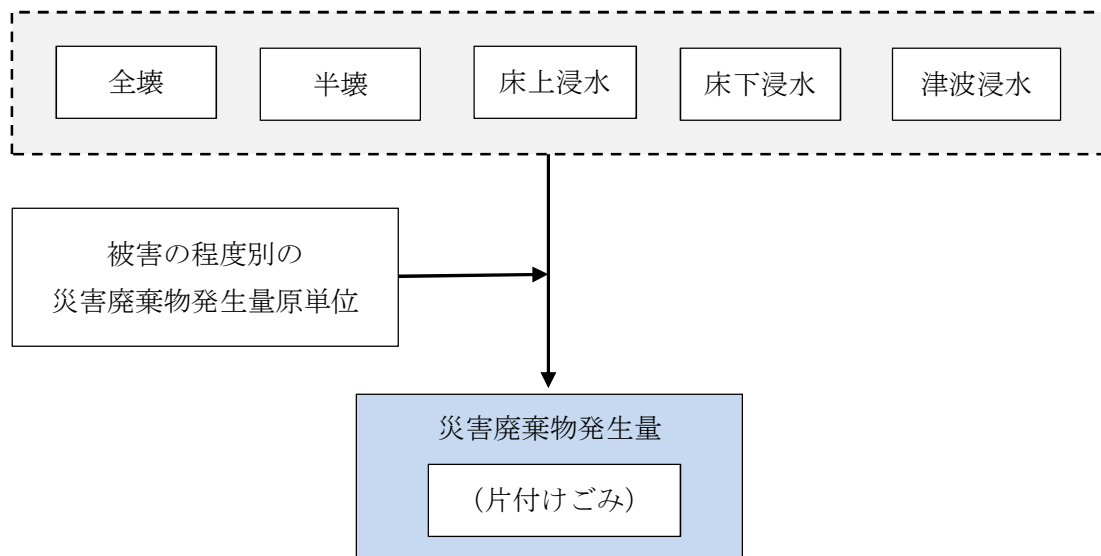 全壊
半壊
床上浸水
床下浸水
津波浸水
被害の程度別の
災害廃棄物発生量原単位
災害廃棄物発生量
（片付けごみ）